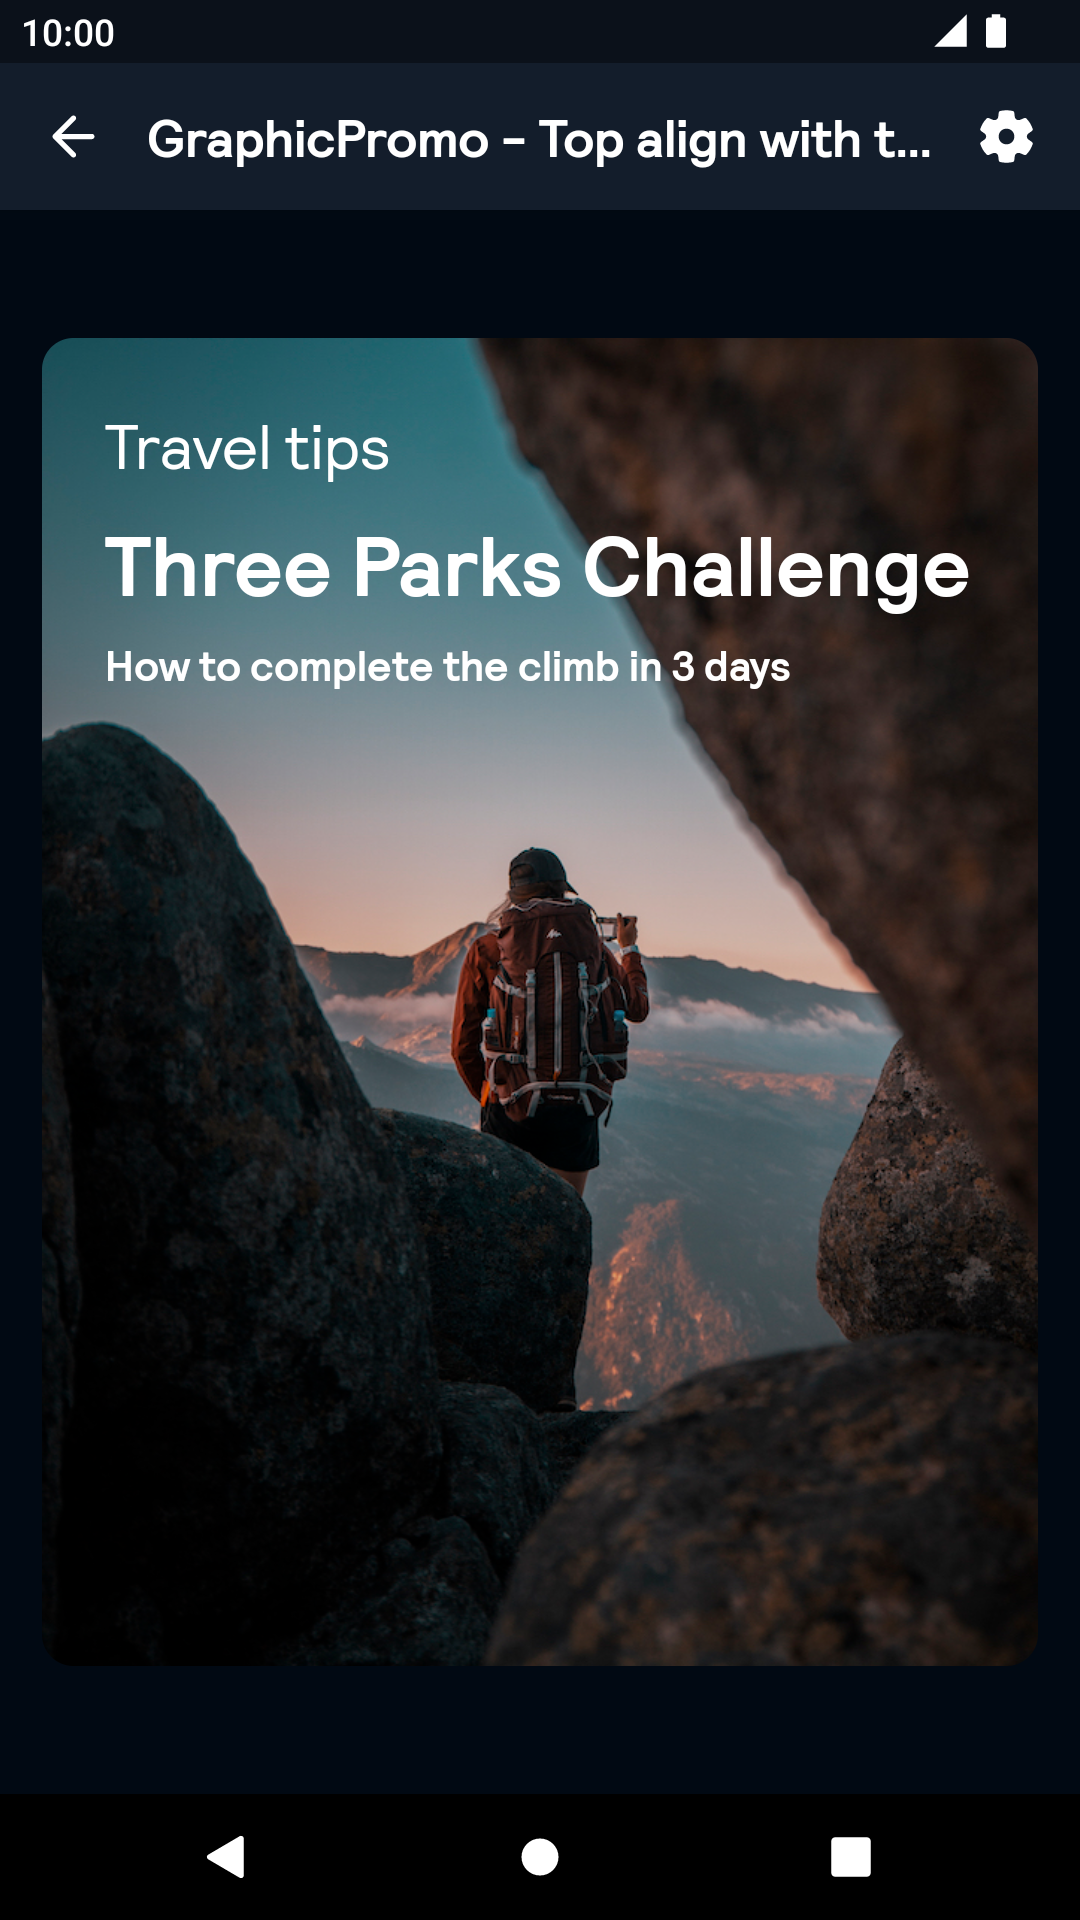 10:00
GraphicPromo - Top align with t...
Travel tips
Three Parks Challenge
How to complete the climb in 3 days